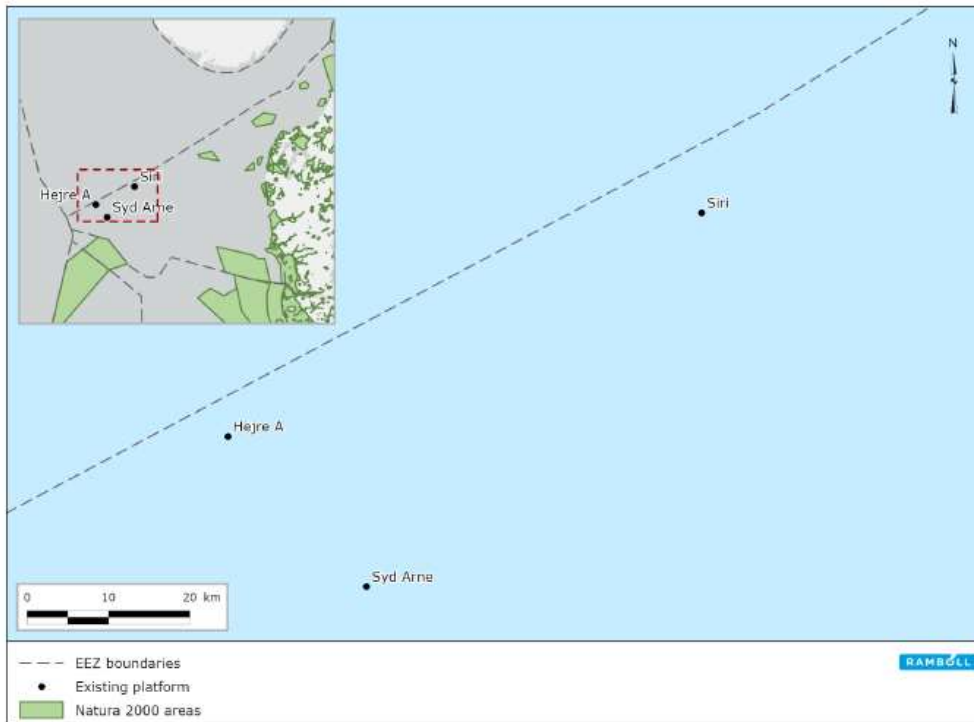 N
Siri
Hejre A
Syd Arne
Siri
Hejre A
Syd Arne
0 10 20 km
EEZ boundaries
Existing platform
Natura 2000 areas
RAMBOLL